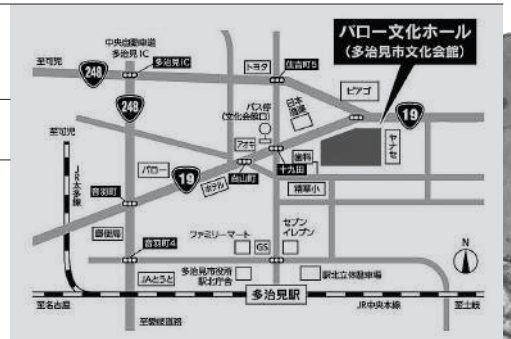 バロー文化ホール
(多治見市文化会館)
中央自動車道
多治見IC
至可児
248
多治見IC
トヨタ
住吉町5
ピアゴ
19
248
バス停
(文化会館口)
日本
ヤナセ
至可児
JR太多線
バロー
アオキ
歯科
19
ホテル
白山町
十九田
精華小
音羽町
郵便局
音羽町4
ファミリーマート
GS
セブン
イレブン
N
JAとうと
多治見市役所
駅北庁舎
駅北立体駐車場
多治見駅
至名古屋
JR中央本線
至土岐
至愛岐道路